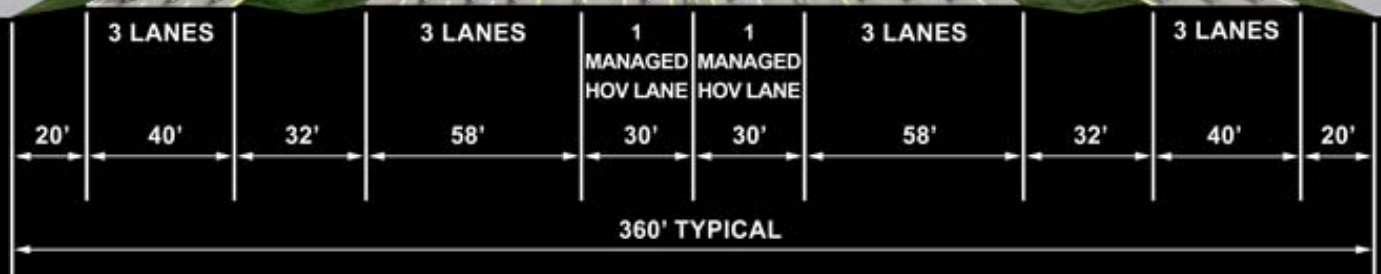 3 LANES 3 LANES 1 1 3 LANES 3 LANES
MANAGED MANAGED
HOV LANE HOV LANE
20' 40' 32' 58' 30' 30' 58' 32' 40' 20'
360' TYPICAL